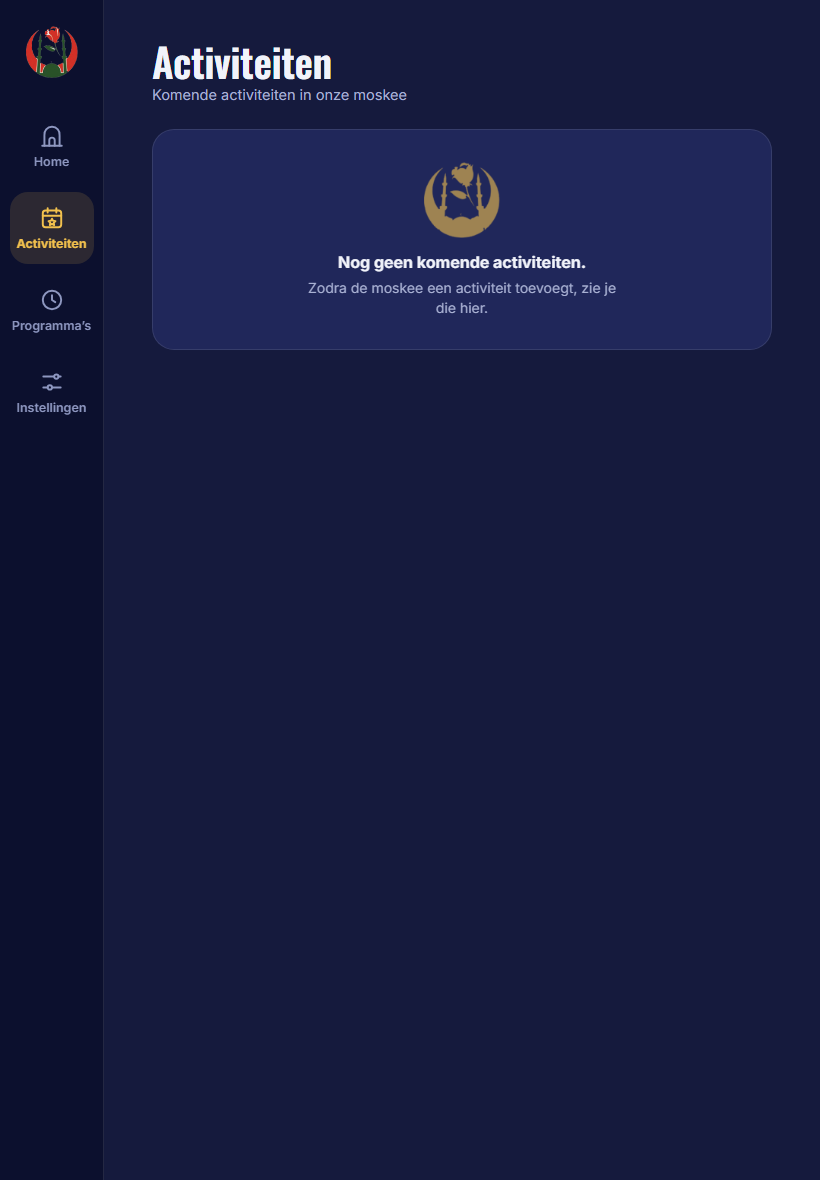 Activiteiten
Komende activiteiten in onze moskee
Home
Activiteiten
Programma's
Instellingen
Nog geen komende activiteiten.
Zodra de moskee een activiteit toevoegt, zie je
die hier.